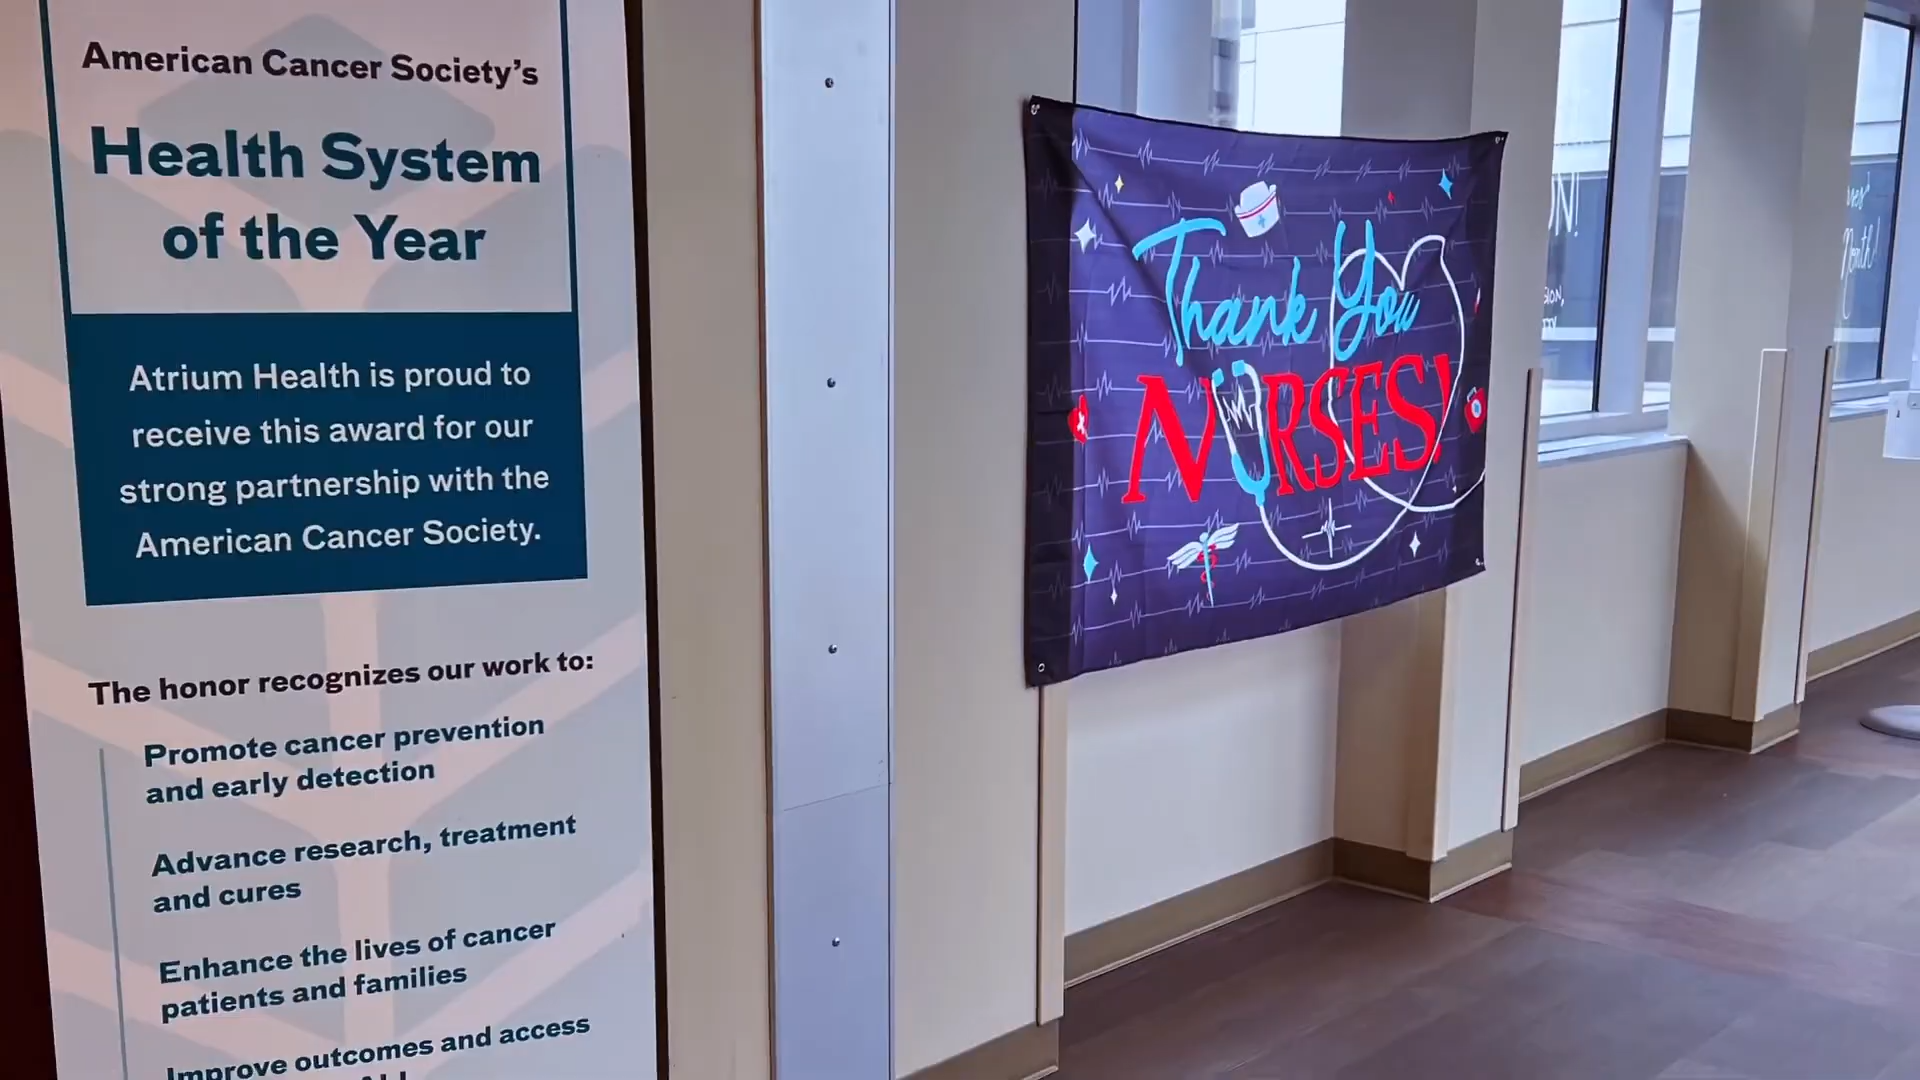 American Cancer Society's
Health System
of the Year
Atrium Health is proud to
receive this award for our
strong partnership with the
American Cancer Society.
The honor recognizes our work to:
Promote cancer prevention
and early detection
Advance research, treatment
and cures
Enhance the lives of cancer
patients and families
Improve outcomes and access
Thank You
NURSES!
Month!